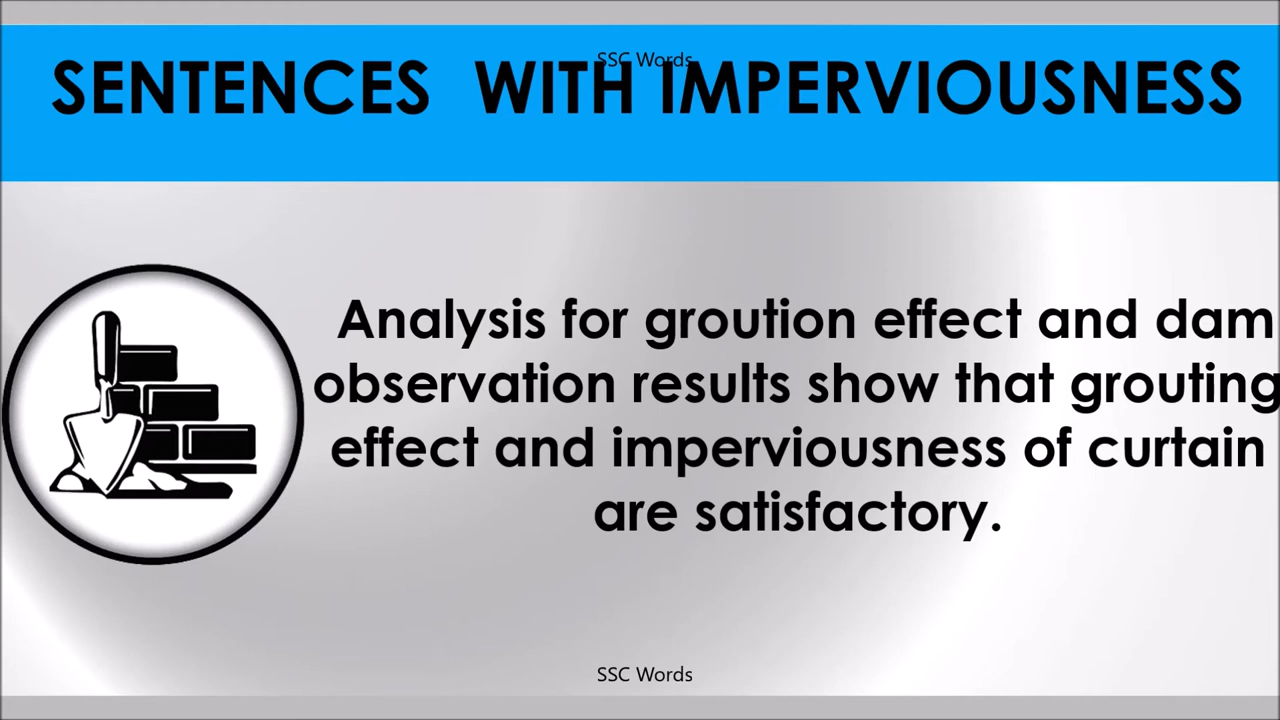 SSC Words
SENTENCES WITH IMPERVIOUSNESS
Analysis for groution effect and dam
observation results show that grouting
effect and imperviousness of curtain
are satisfactory.
SSC Words